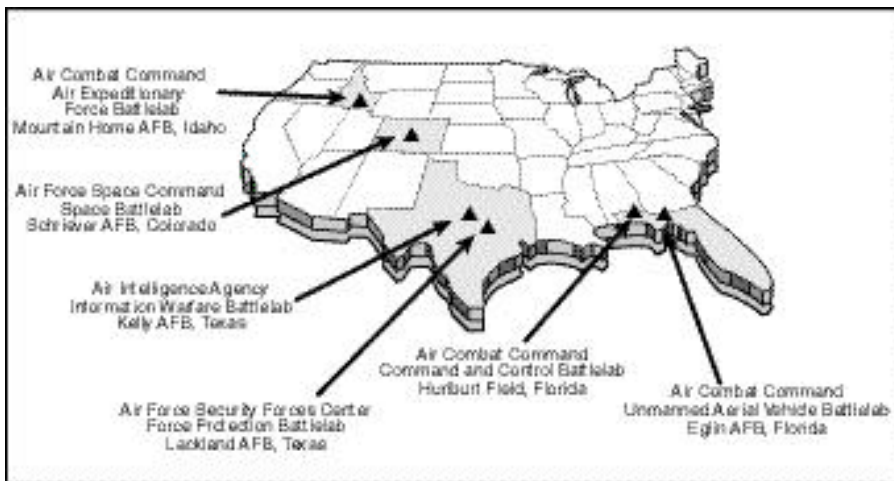 Air Combat Command
Air Expeditionary
Force Battlelab
Mountain Home AFB, Idaho
Air Force Space Command
Space Battlelab
Schriever AFB, Colorado
Air Intelligence Agency
Information Warfare Battlelab
Kelly AFB, Texas
Air Force Security Forces Center
Force Protection Battlelab
Lackland AFB, Texas
Air Combat Command
Command and Control Battlelab
Hurlburt Field, Florida
Air Combat Command
Unmanned Aerial Vehicle Battlelab
Eglin AFB, Florida